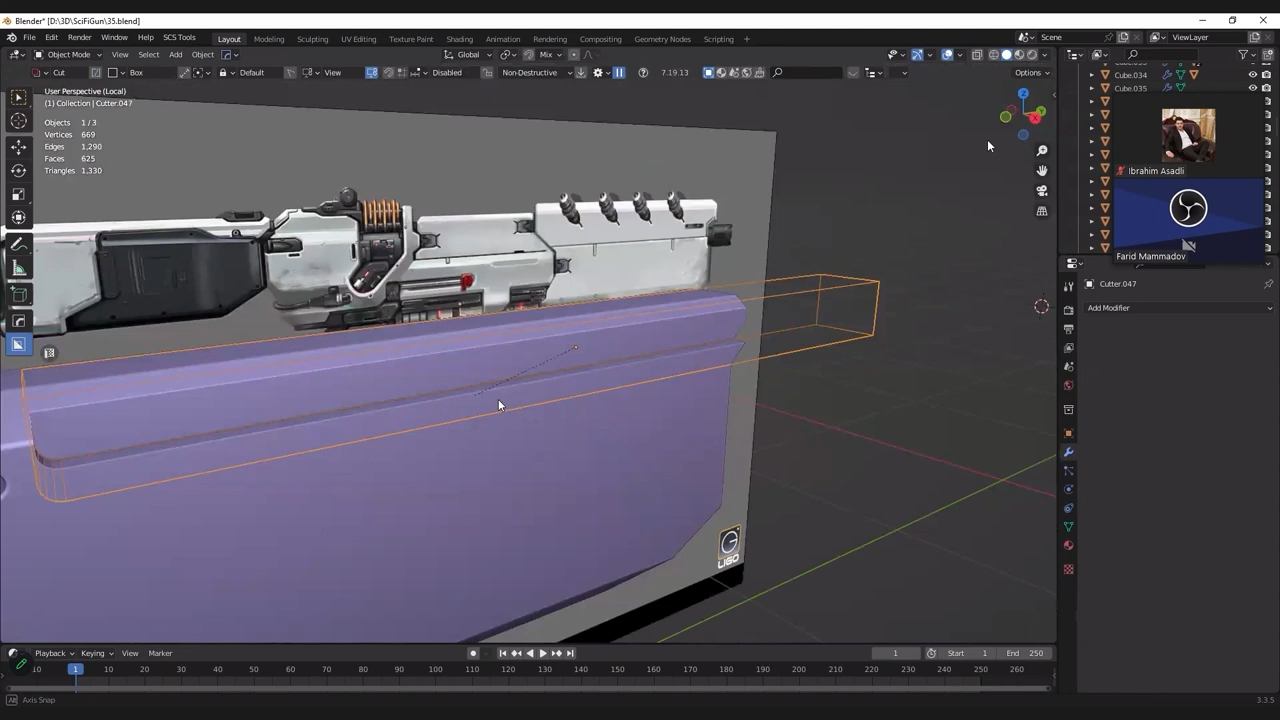 Blender* [D:\3D\SciFiGun\35.blend]
File Edit Render Window Help SCS Tools Layout Modeling Sculpting UV Editing Texture Paint Shading Animation Rendering Compositing Geometry Nodes Scripting + Scene ViewLayer
Object Mode View Select Add Object Global Mix
Cut Box Default View Disabled Non-Destructive 7.19.13 Options
User Perspective (Local)
(1) Collection | Cutter.047
Objects 1 / 3
Vertices 669
Edges 1,290
Faces 625
Triangles 1,330
Z
Y
X
Cube.034
Cube.035
Ibrahim Asadli
Farid Mammadov
Cutter.047
Add Modifier
LIGO
Playback Keying View Marker 1 Start 1 End 250
1 10 20 30 40 50 60 70 80 90 100 110 120 130 140 150 160 170 180 190 200 210 220 230 240 250 260
Alt Axis Snap 3.3.5